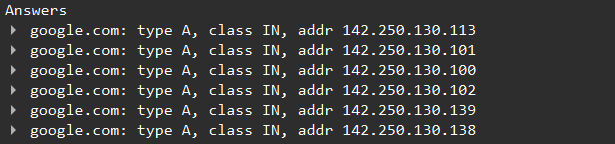 Answers
google.com: type A, class IN, addr 142.250.130.113
google.com: type A, class IN, addr 142.250.130.101
google.com: type A, class IN, addr 142.250.130.100
google.com: type A, class IN, addr 142.250.130.102
google.com: type A, class IN, addr 142.250.130.139
google.com: type A, class IN, addr 142.250.130.138